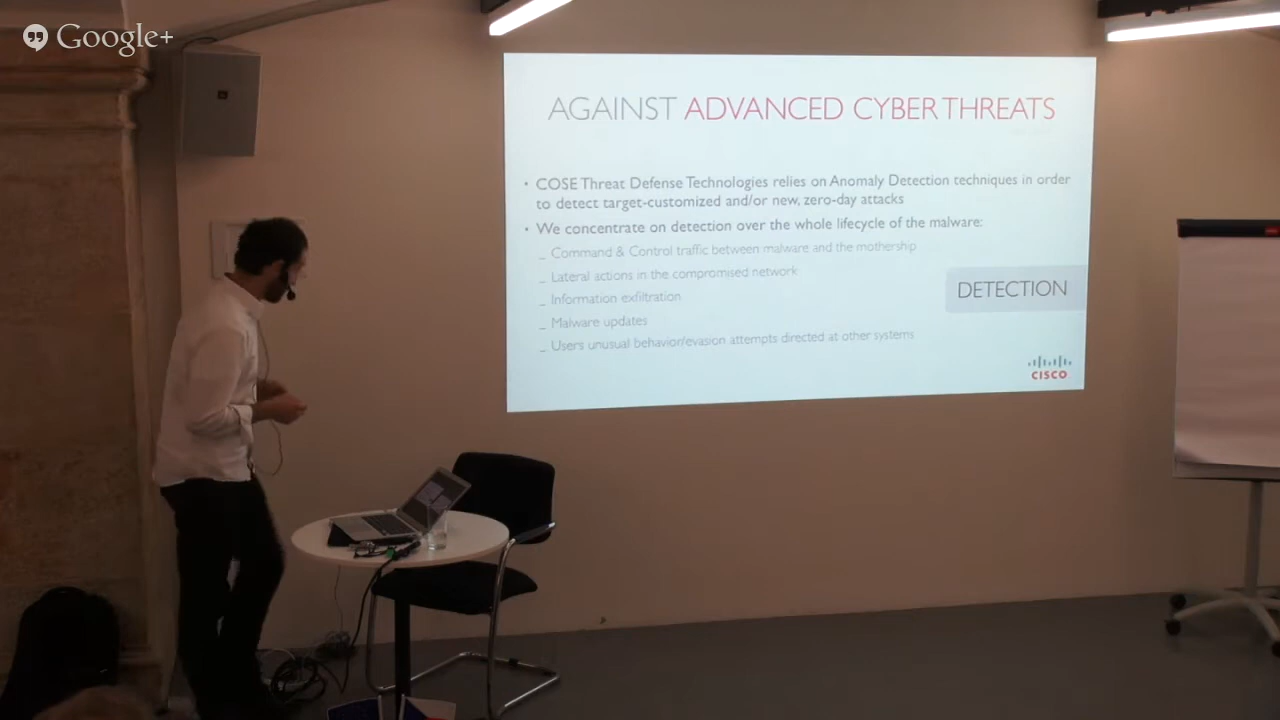 Google+
AGAINST ADVANCED CYBER THREATS
• COSE Threat Defense Technologies relies on Anomaly Detection techniques in order
to detect target-customized and/or new, zero-day attacks
• We concentrate on detection over the whole lifecycle of the malware:
_ Command & Control traffic between malware and the mothership
_ Lateral actions in the compromised network
_ Information exfiltration
_ Malware updates
_ Users unusual behavior/evasion attempts directed at other systems
DETECTION
CISCO